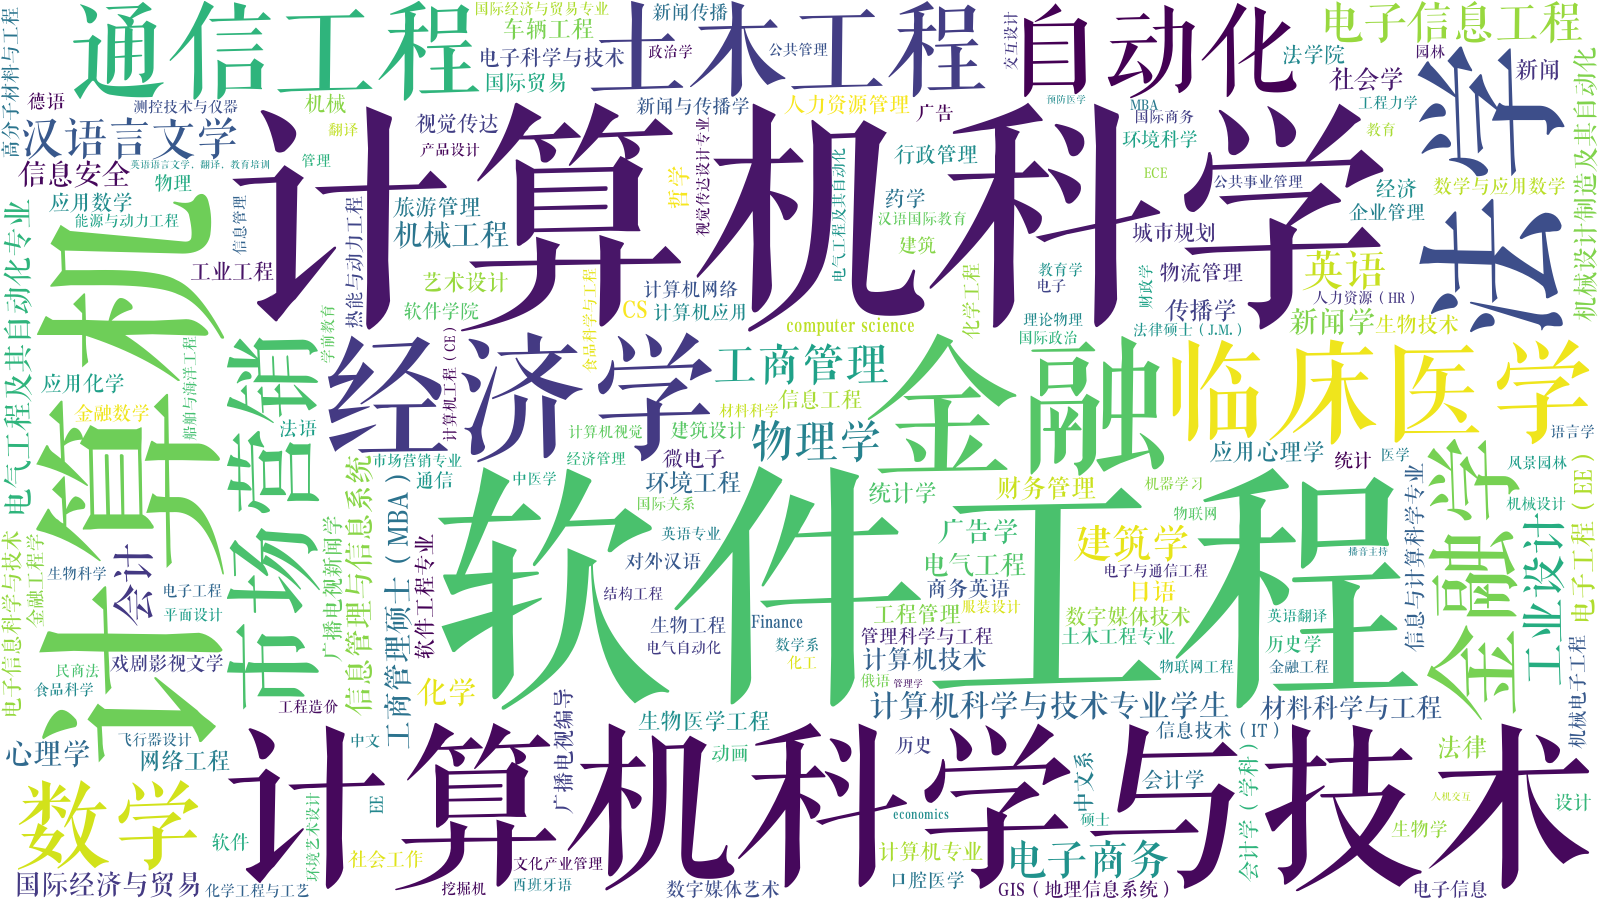 高分子材料与工程
通信工程
国际经济与贸易专业
车辆工程
电子科学与技术
国际贸易
新闻传播
政治学
土木工程
公共管理
自动化
交互设计
法学院
电子信息工程
园林
社会学
新闻
工程力学
教育
机械设计制造及其自动化
德语
测控技术与仪器
机械
翻译
汉语言文学
英语语言文学，翻译，教育培训
管理
信息安全
物理
应用数学
能源与动力工程
信息管理
工业工程
视觉传达
产品设计
新闻与传播学
人力资源管理
广告
预防医学
MBA
国际商务
环境科学
计算机科学
法学
旅游管理
机械工程
热能与动力工程
哲学
视觉传达设计专业
行政管理
药学
汉语国际教育
建筑
电气工程及其自动化
ECE
公共事业管理
城市规划
经济
企业管理
数学与应用数学
艺术设计
软件学院
食品科学与工程
计算机网络
CS
计算机应用
computer science
化学工程
教育学
电子
财政学
物流管理
传播学
英语
人力资源（HR）
理论物理
国际政治
法律硕士（J.M.）
新闻学
生物技术
电气工程及其自动化专业
计算机
应用化学
金融数学
船舶与海洋工程
法语
市场营销
学前教育
经济学
计算机工程（CE）
工商管理
材料科学
信息工程
计算机视觉
建筑设计
物理学
金融
临床医学
市场营销专业
通信
经济管理
微电子
环境工程
中医学
国际关系
统计学
财务管理
应用心理学
统计
医学
语言学
风景园林
机器学习
机械设计
物联网
信息管理与信息系统
工商管理硕士（MBA）
软件工程
英语专业
对外汉语
广告学
电气工程
建筑学
播音主持
电子与通信工程
信息与计算科学专业
金融学
工业设计
电子工程（EE）
电子信息科学与技术
金融工程学
生物科学
会计
电子工程
平面设计
广播电视新闻学
软件工程专业
结构工程
商务英语
服装设计
日语
工程管理
数字媒体技术
英语翻译
生物工程
Finance
管理科学与工程
土木工程专业
历史学
电气自动化
数学系
化工
计算机技术
物联网工程
金融工程
民商法
食品科学
戏剧影视文学
俄语
管理学
化学
工程造价
计算机科学与技术专业学生
材料科学与工程
机械电子工程
心理学
飞行器设计
网络工程
中文
广播电视编导
生物医学工程
动画
历史
信息技术（IT）
法律
计算机科学与技术
中文系
会计学
会计学（学科）
人机交互
设计
数学
EE
economics
硕士
生物学
软件
环境艺术设计
社会工作
文化产业管理
计算机专业
电子商务
国际经济与贸易
化学工程与工艺
挖掘机
西班牙语
数字媒体艺术
口腔医学
GIS（地理信息系统）
电子信息